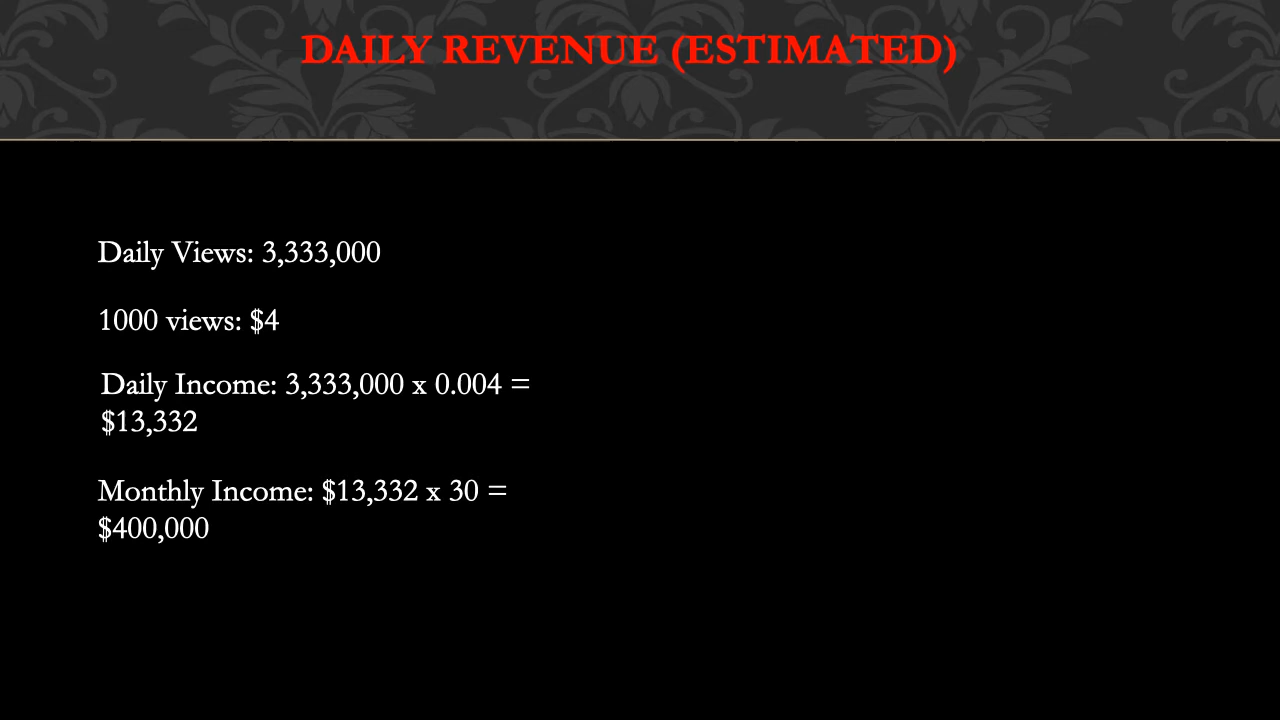 DAILY REVENUE (ESTIMATED)
Daily Views: 3,333,000
1000 views: $4
Daily Income: 3,333,000 x 0.004 =
$13,332
Monthly Income: $13,332 x 30 =
$400,000